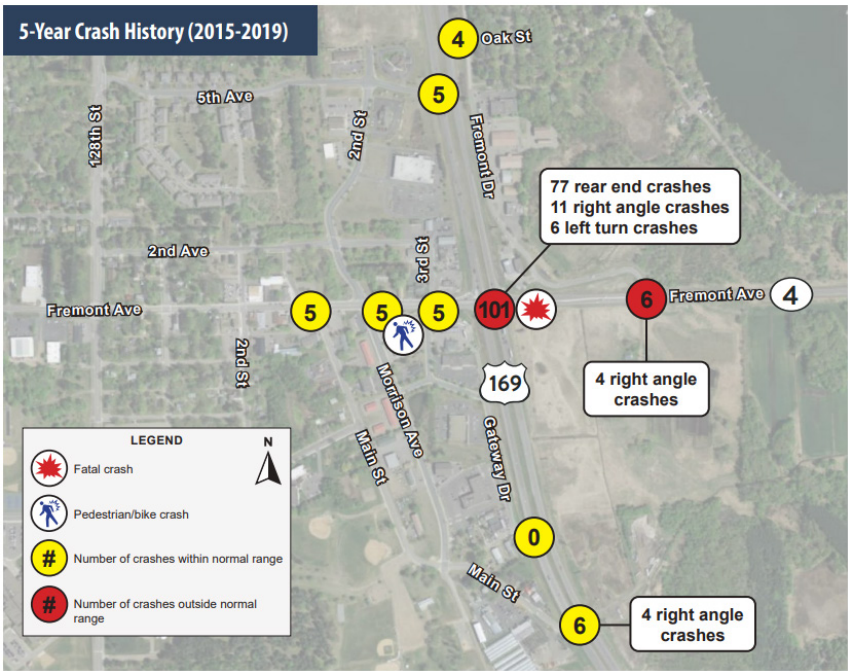 5-Year Crash History (2015-2019)
4
Oak St
5
5th Ave
128th St
2nd St
Fremont Dr
77 rear end crashes
11 right angle crashes
6 left turn crashes
2nd Ave
3rd St
Fremont Ave
5
5
5
101
6
Fremont Ave
4
2nd St
169
4 right angle
crashes
Morrison Ave
Main St
Gateway Dr
0
Main St
6
4 right angle
crashes
LEGEND
N
Fatal crash
Pedestrian/bike crash
# Number of crashes within normal range
# Number of crashes outside normal
range